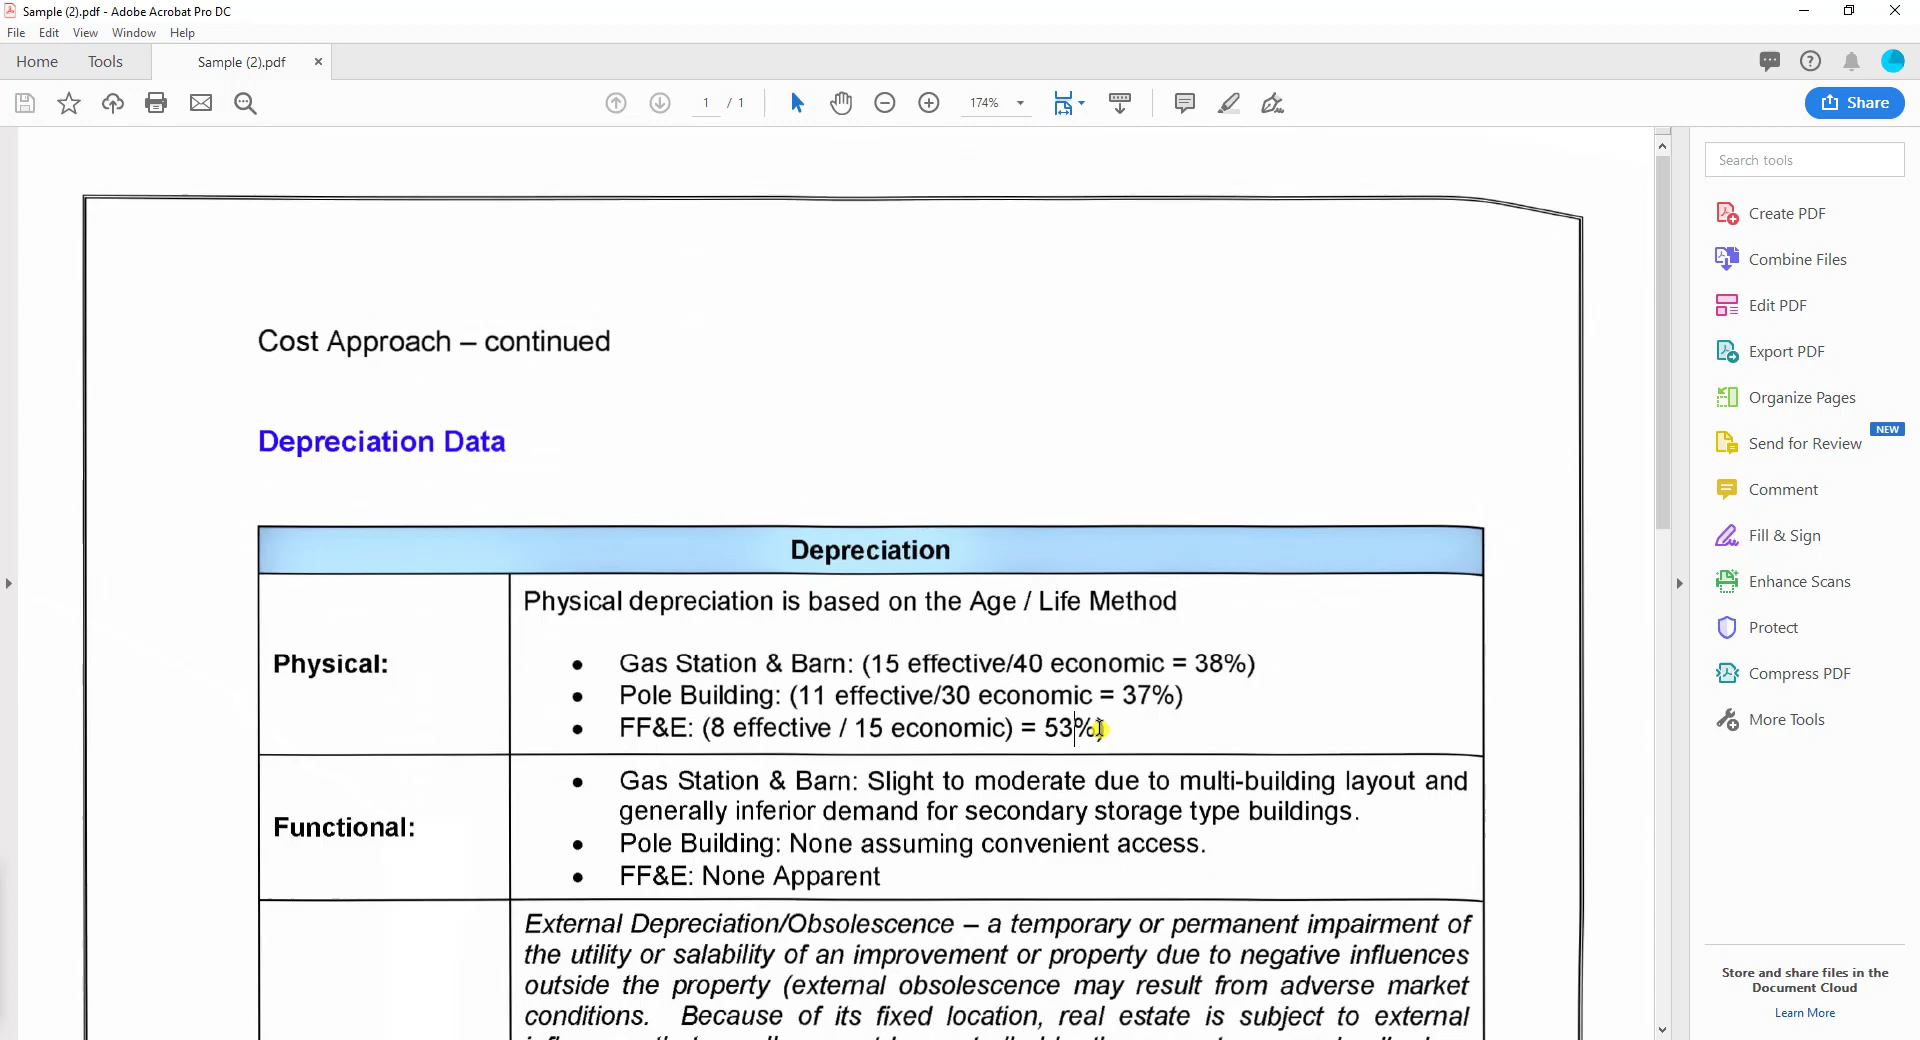 Sample (2).pdf - Adobe Acrobat Pro DC
File Edit View Window Help
Home Tools Sample (2).pdf ×
1 / 1 174% Share
Search tools
Create PDF
Combine Files
Edit PDF
Export PDF
Organize Pages
NEW
Send for Review
Comment
Fill & Sign
Enhance Scans
Protect
Compress PDF
More Tools
Store and share files in the
Document Cloud
Learn More
Cost Approach – continued
Depreciation Data
Depreciation
Physical:
Physical depreciation is based on the Age / Life Method
• Gas Station & Barn: (15 effective/40 economic = 38%)
• Pole Building: (11 effective/30 economic = 37%)
• FF&E: (8 effective / 15 economic) = 53%)
Functional:
• Gas Station & Barn: Slight to moderate due to multi-building layout and
generally inferior demand for secondary storage type buildings.
• Pole Building: None assuming convenient access.
• FF&E: None Apparent
External Depreciation/Obsolescence – a temporary or permanent impairment of
the utility or salability of an improvement or property due to negative influences
outside the property (external obsolescence may result from adverse market
conditions. Because of its fixed location, real estate is subject to external